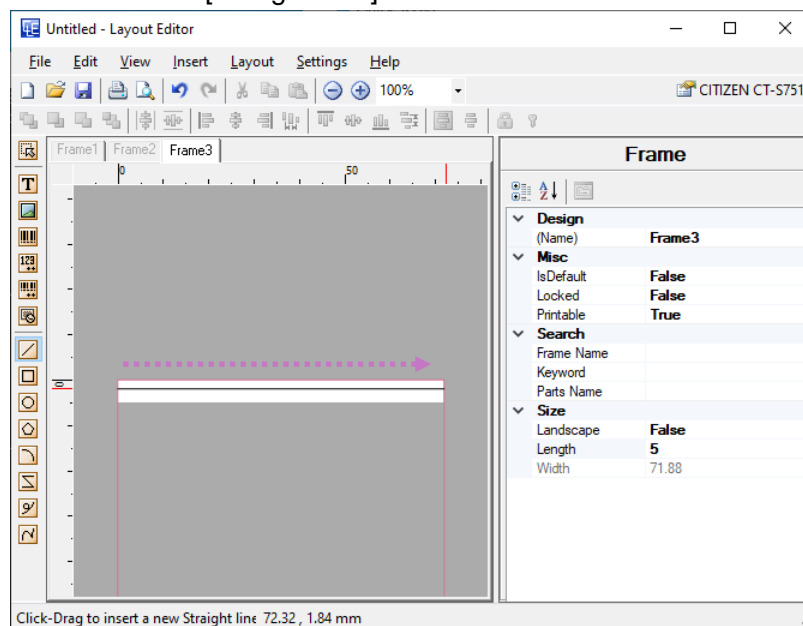 Untitled - Layout Editor
File Edit View Insert Layout Settings Help
100% CITIZEN CT-S751
Frame1 Frame2 Frame3
Frame
0 50
Design
(Name) Frame3
Misc
IsDefault False
Locked False
Printable True
Search
Frame Name
Keyword
Parts Name
Size
Landscape False
Length 5
Width 71.88
0
Click-Drag to insert a new Straight line 72.32 , 1.84 mm